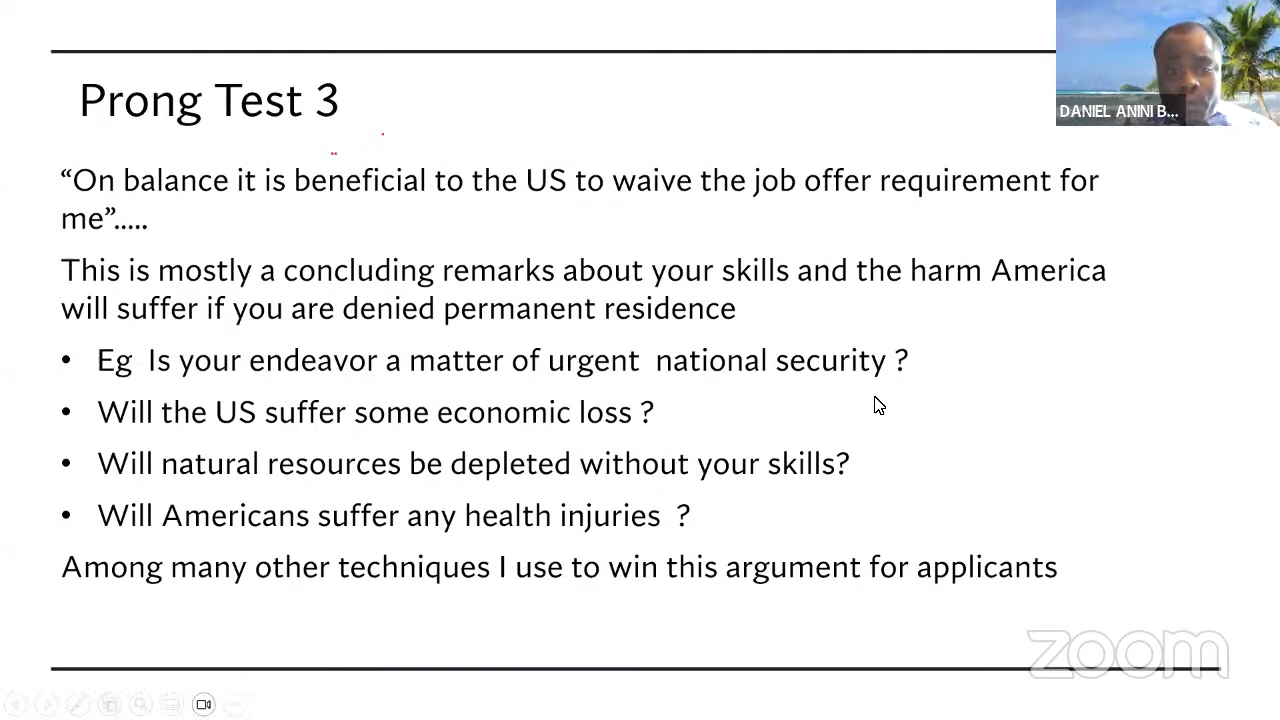 Prong Test 3
DANIEL ANINI B...
“On balance it is beneficial to the US to waive the job offer requirement for
me”.....
This is mostly a concluding remarks about your skills and the harm America
will suffer if you are denied permanent residence
• Eg Is your endeavor a matter of urgent national security ?
• Will the US suffer some economic loss ?
• Will natural resources be depleted without your skills?
• Will Americans suffer any health injuries ?
Among many other techniques I use to win this argument for applicants
zoom